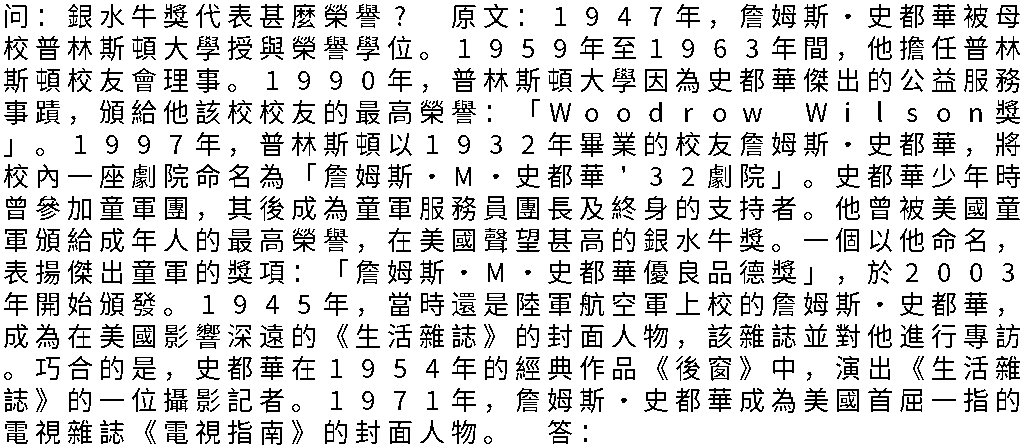 问：銀水牛獎代表甚麼榮譽？　原文：１９４７年，詹姆斯·史都華被母
校普林斯頓大學授與榮譽學位。１９５９年至１９６３年間，他擔任普林
斯頓校友會理事。１９９０年，普林斯頓大學因為史都華傑出的公益服務
事蹟，頒給他該校校友的最高榮譽：「Ｗｏｏｄｒｏｗ　Ｗｉｌｓｏｎ獎
」。１９９７年，普林斯頓以１９３２年畢業的校友詹姆斯·史都華，將
校內一座劇院命名為「詹姆斯·Ｍ·史都華＇３２劇院」。史都華少年時
曾參加童軍團，其後成為童軍服務員團長及終身的支持者。他曾被美國童
軍頒給成年人的最高榮譽，在美國聲望甚高的銀水牛獎。一個以他命名，
表揚傑出童軍的獎項：「詹姆斯·Ｍ·史都華優良品德獎」，於２００３
年開始頒發。１９４５年，當時還是陸軍航空軍上校的詹姆斯·史都華，
成為在美國影響深遠的《生活雜誌》的封面人物，該雜誌並對他進行專訪
。巧合的是，史都華在１９５４年的經典作品《後窗》中，演出《生活雜
誌》的一位攝影記者。１９７１年，詹姆斯·史都華成為美國首屈一指的
電視雜誌《電視指南》的封面人物。　答：